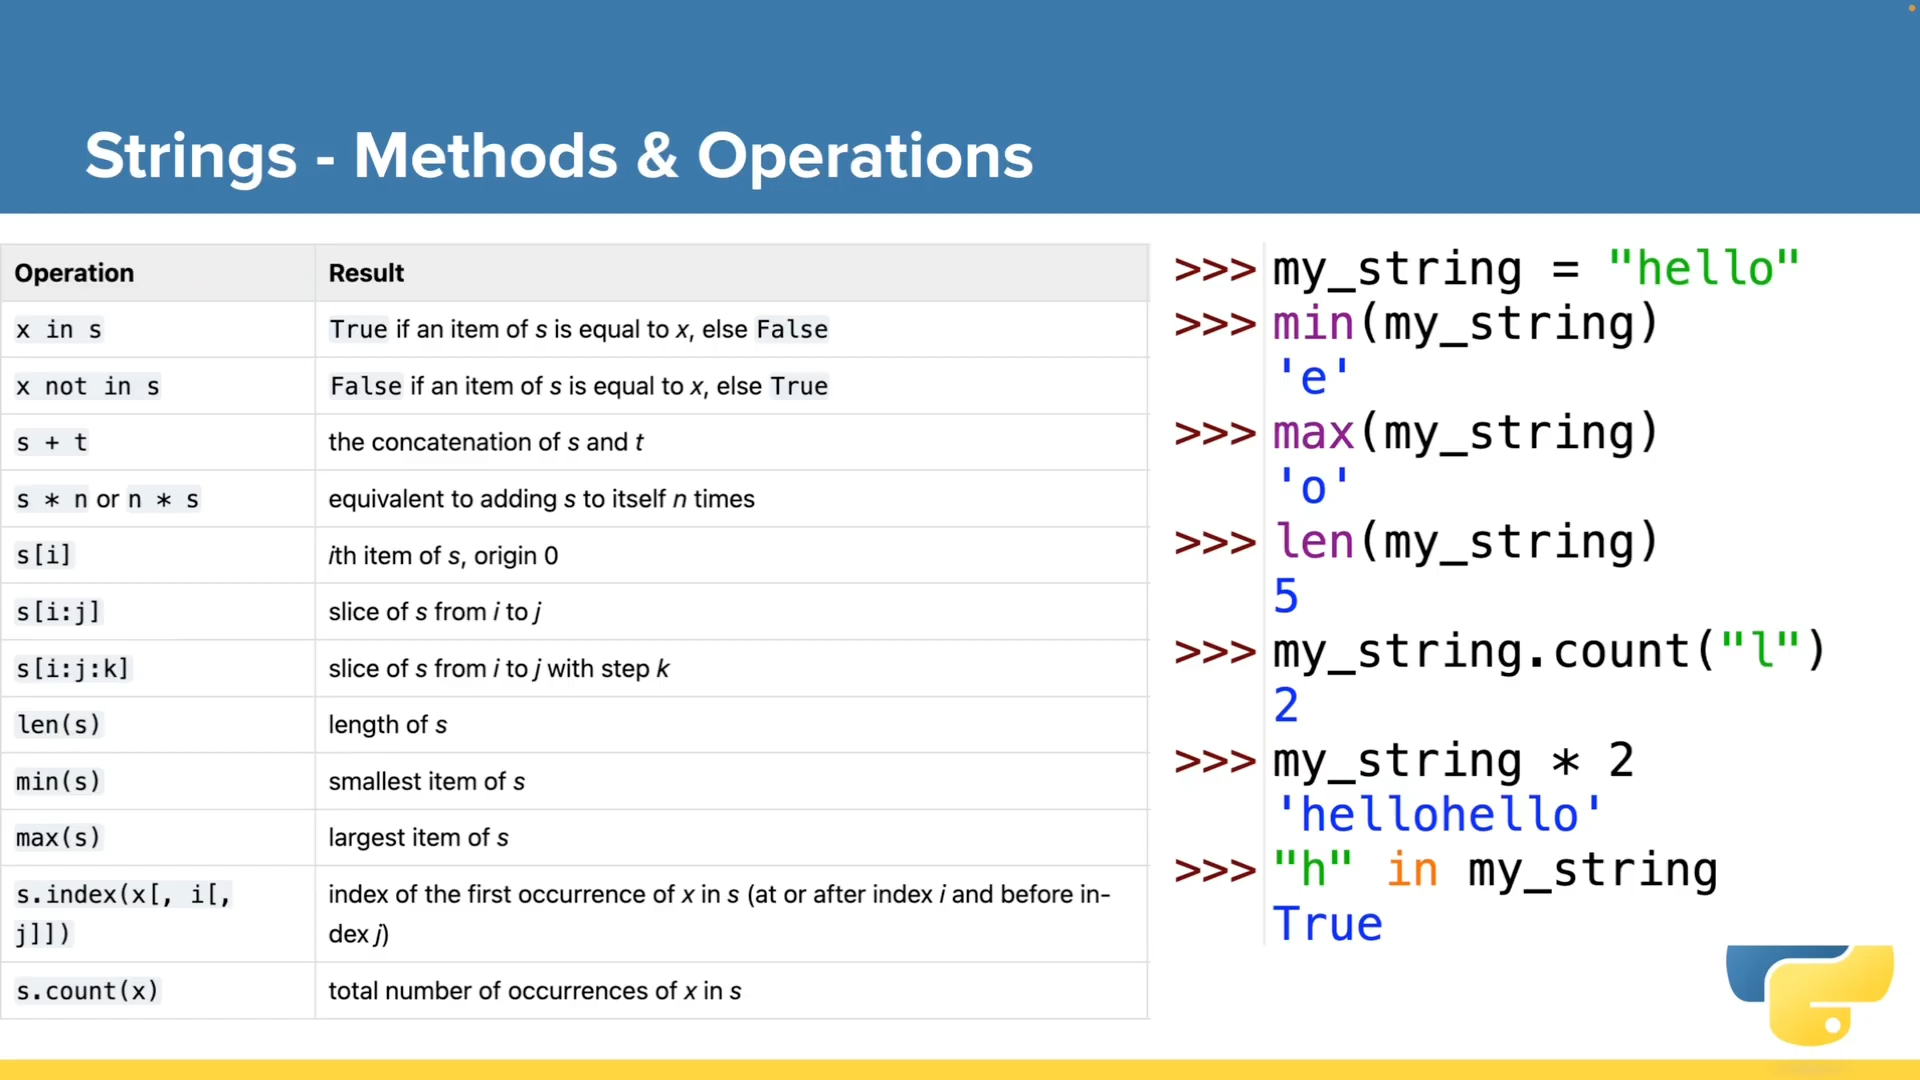 Strings - Methods & Operations
Operation Result
x in s True if an item of s is equal to x, else False
x not in s False if an item of s is equal to x, else True
s + t the concatenation of s and t
s * n or n * s equivalent to adding s to itself n times
s[i] ith item of s, origin 0
s[i:j] slice of s from i to j
s[i:j:k] slice of s from i to j with step k
len(s) length of s
min(s) smallest item of s
max(s) largest item of s
s.index(x[, i[, index of the first occurrence of x in s (at or after index i and before in-
j]]) dex j)
s.count(x) total number of occurrences of x in s
>>> my_string = "hello"
>>> min(my_string)
'e'
>>> max(my_string)
'o'
>>> len(my_string)
5
>>> my_string.count("l")
2
>>> my_string * 2
'hellohello'
>>> "h" in my_string
True